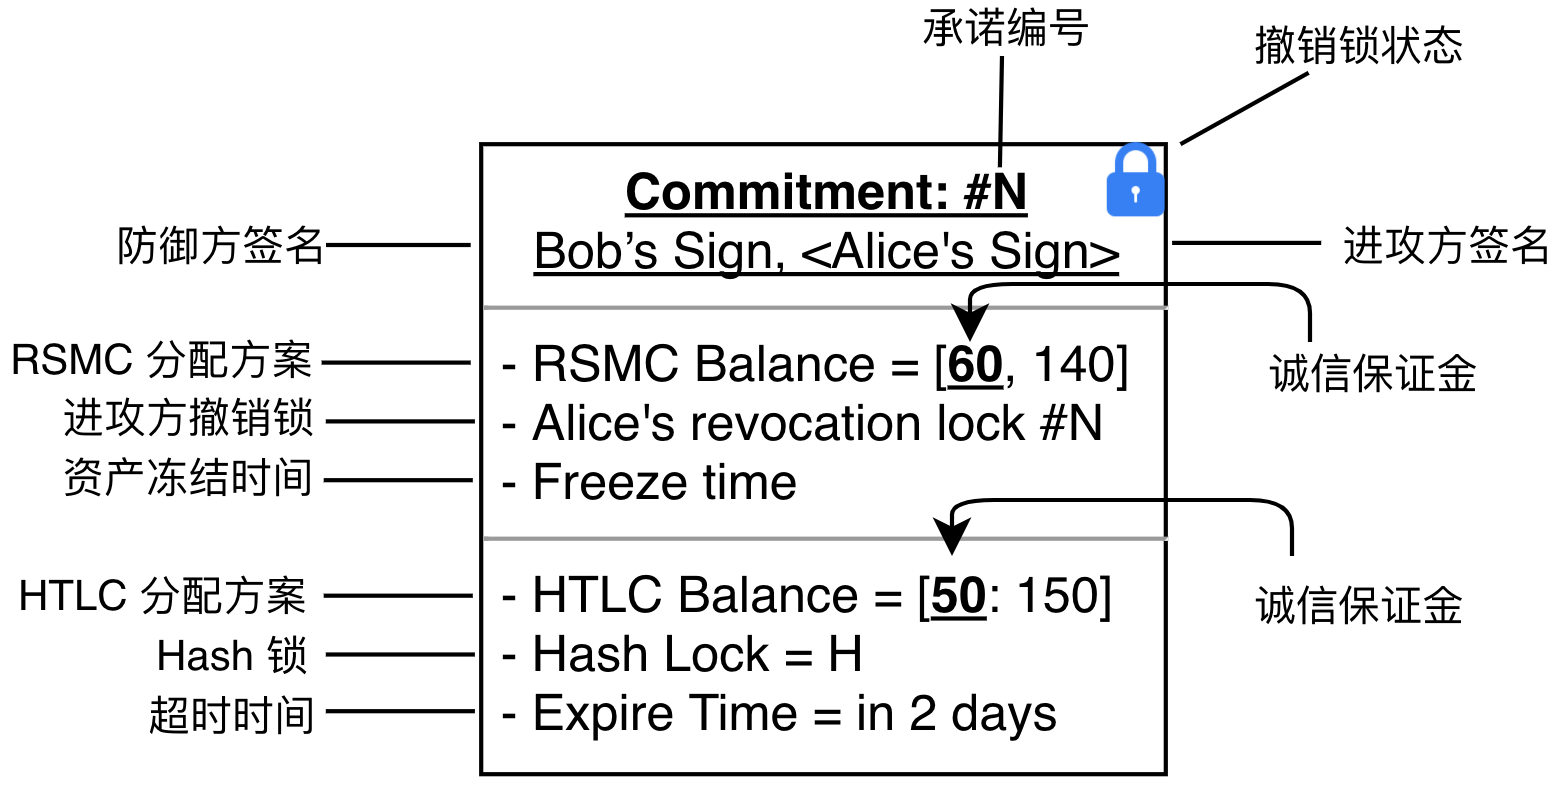 承诺编号
撤销锁状态
Commitment: #N
防御方签名
Bob’s Sign, <Alice's Sign>
进攻方签名
RSMC 分配方案
- RSMC Balance = [60, 140]
诚信保证金
进攻方撤销锁
- Alice's revocation lock #N
资产冻结时间
- Freeze time
HTLC 分配方案
- HTLC Balance = [50: 150]
诚信保证金
Hash 锁
- Hash Lock = H
超时时间
- Expire Time = in 2 days